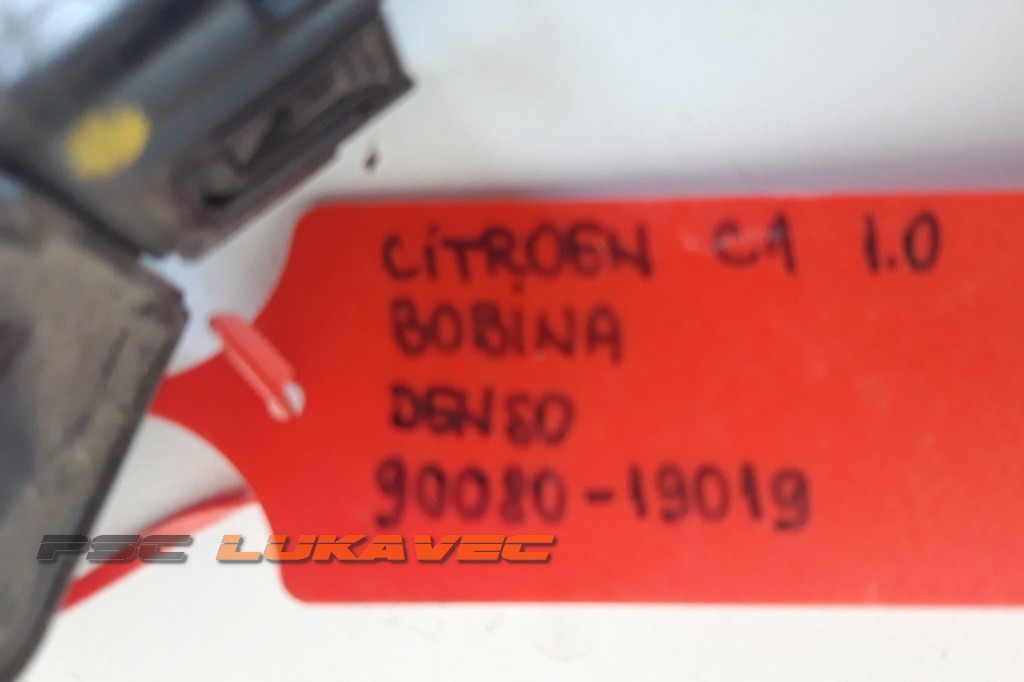 CiTROEN C1 1.0
BOBiNA
DENSO
90080-19019
PSC LUKAVEC